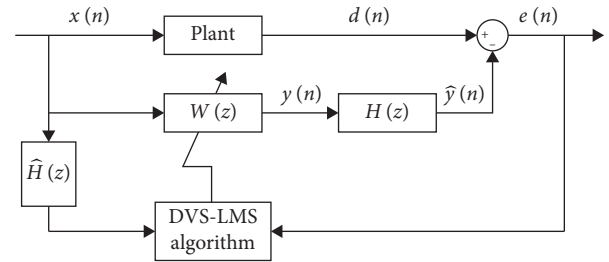 x (n)
Plant
d (n)
+
−
e (n)
W (z)
y (n)
H (z)
ŷ (n)
Ĥ (z)
DVS-LMS
algorithm